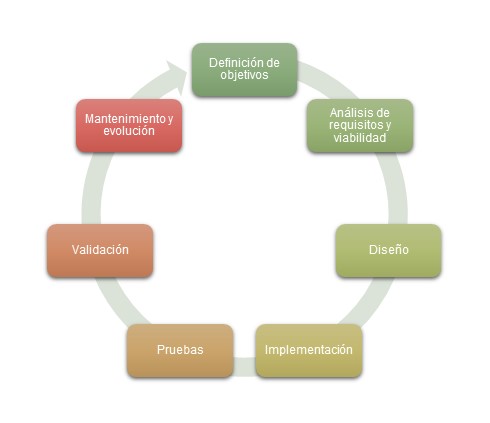 Definición de
objetivos
Análisis de
requisitos y
viabilidad
Diseño
Implementación
Pruebas
Validación
Mantenimiento y
evolución